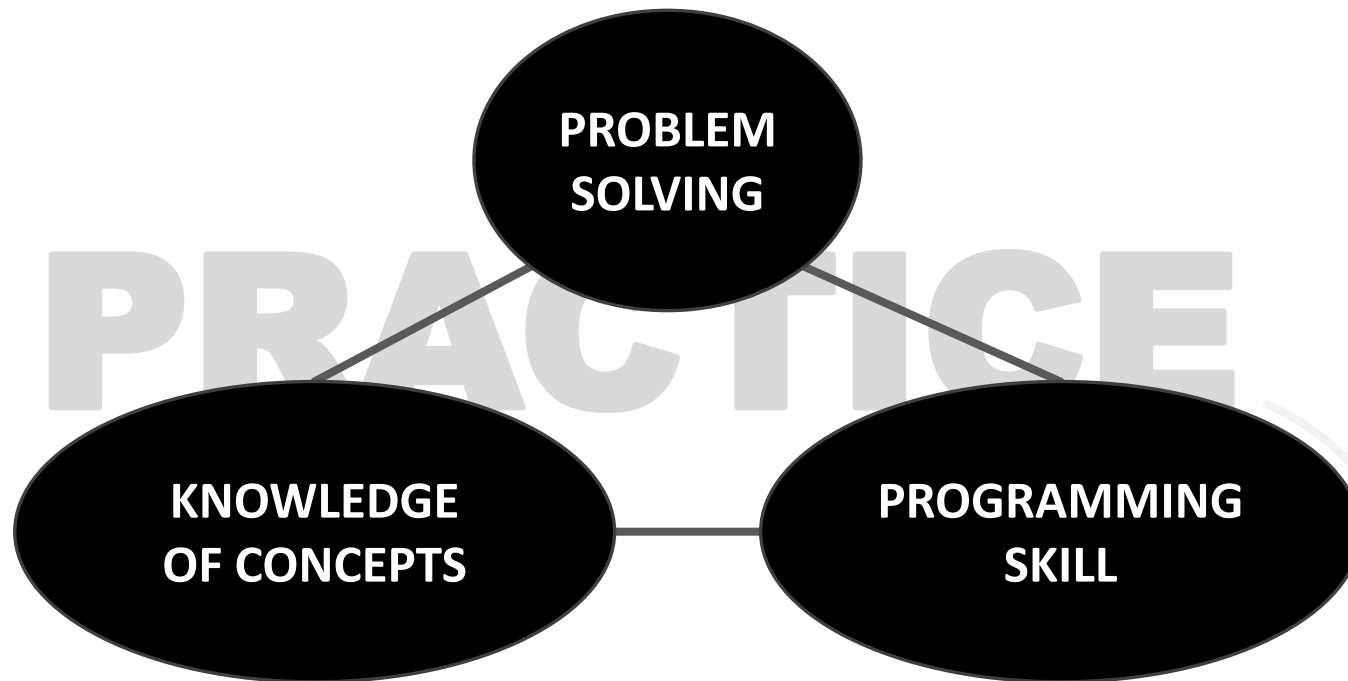 PROBLEM
SOLVING
PRACTICE
KNOWLEDGE
OF CONCEPTS
PROGRAMMING
SKILL